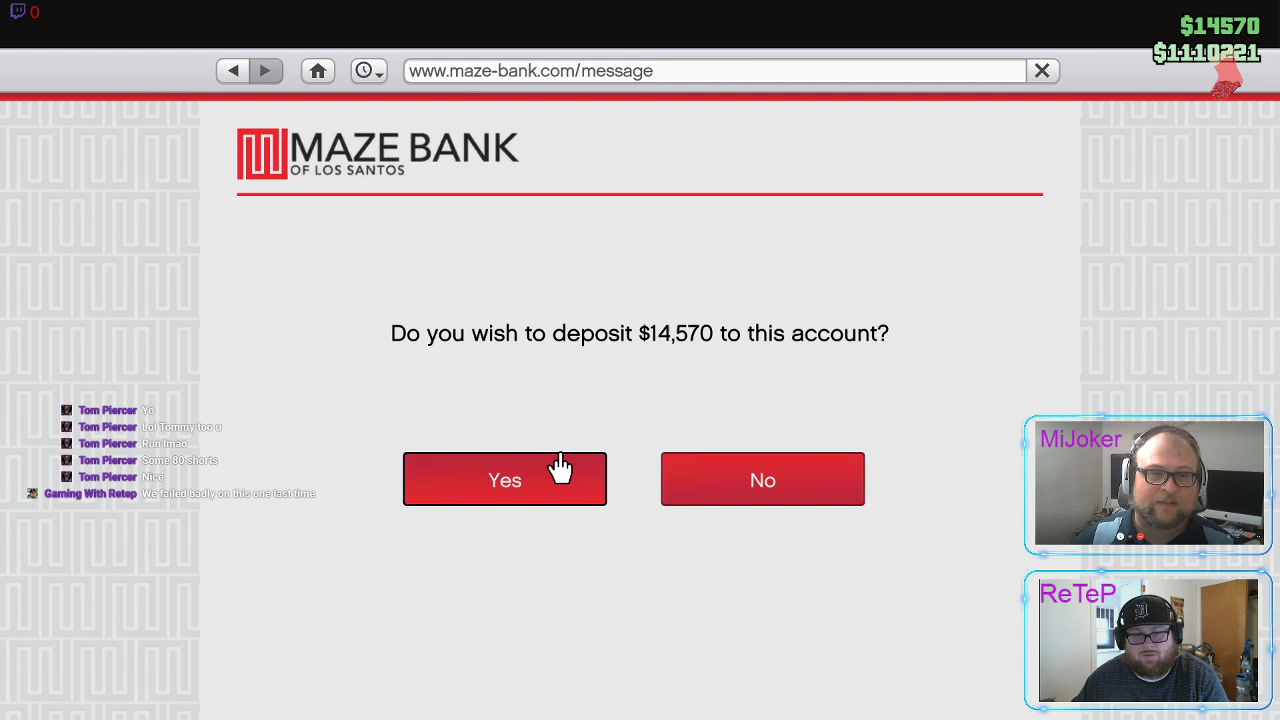 0
$14570
$1110221
www.maze-bank.com/message
MAZE BANK
OF LOS SANTOS
Do you wish to deposit $14,570 to this account?
Tom Piercer Yo
Tom Piercer Lol Tommy too u
Tom Piercer Run lmao
Tom Piercer Some 80 shorts
Tom Piercer Nice
Gaming With Retep We failed badly on this one last time
Yes
No
MiJoker
ReTeP